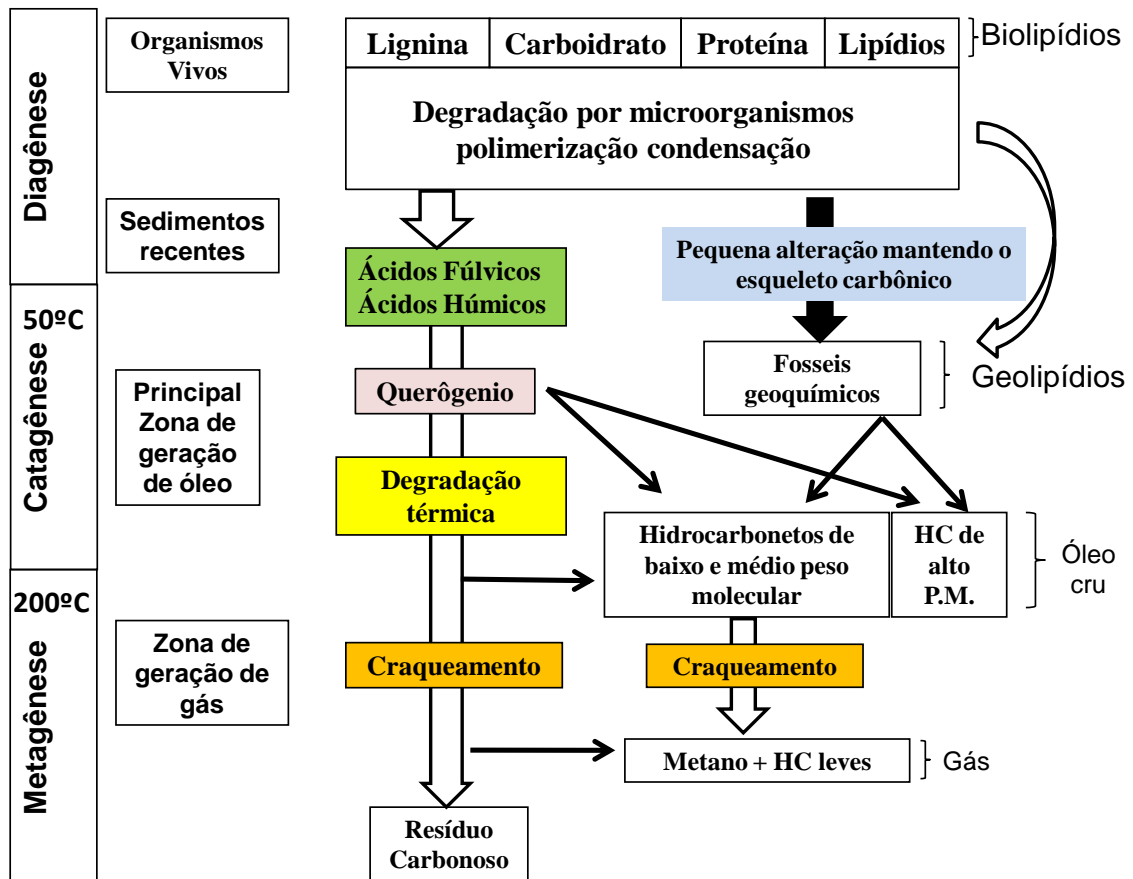 Diagênese
Organismos
Vivos
Lignina
Carboidrato
Proteína
Lipídios
Biolipídios
Degradação por microorganismos
polimerização condensação
Sedimentos
recentes
Pequena alteração mantendo o
esqueleto carbônico
Ácidos Fúlvicos
Ácidos Húmicos
50ºC
Catagênese
Principal
Zona de
geração
de óleo
Querôgenio
Fosseis
geoquímicos
Geolipídios
Degradação
térmica
Hidrocarbonetos de
baixo e médio peso
molecular
HC de
alto
P.M.
Óleo
cru
200ºC
Metagênese
Zona de
geração de
gás
Craqueamento
Craqueamento
Metano + HC leves
Gás
Resíduo
Carbonoso